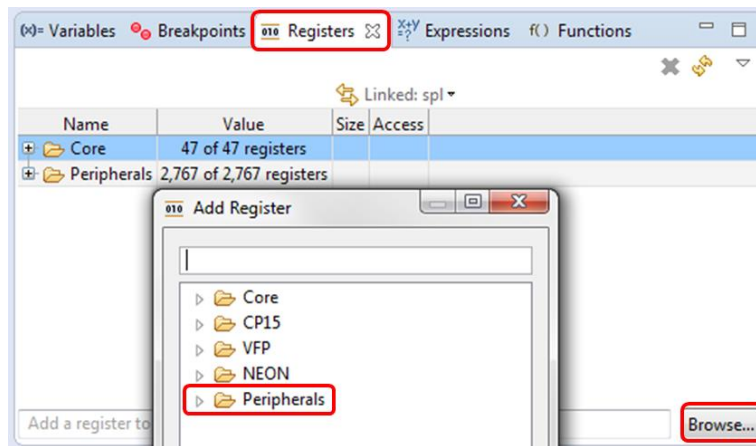 (x)= Variables Breakpoints 010 Registers X+Y=? Expressions f() Functions
Linked: spl
Name Value Size Access
Core 47 of 47 registers
Peripherals 2,767 of 2,767 registers
010 Add Register
Core
CP15
VFP
NEON
Peripherals
Add a register to Browse...